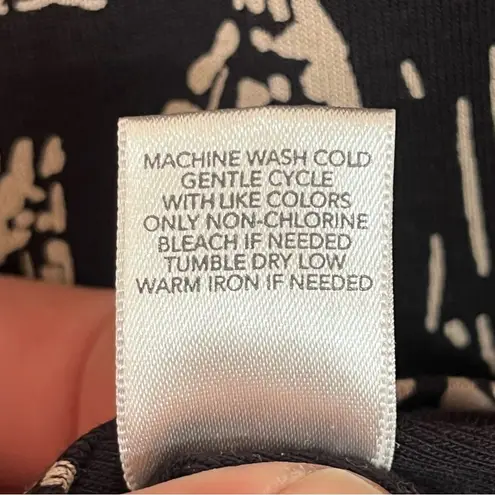 MACHINE WASH COLD
GENTLE CYCLE
WITH LIKE COLORS
ONLY NON-CHLORINE
BLEACH IF NEEDED
TUMBLE DRY LOW
WARM IRON IF NEEDED